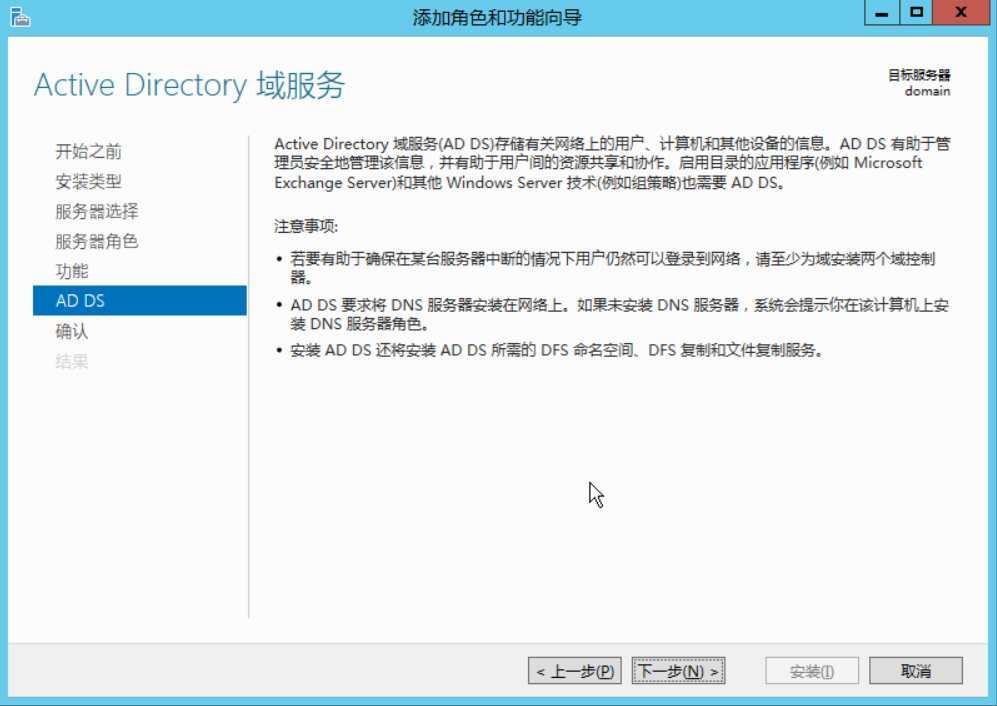 添加角色和功能向导
Active Directory 域服务
目标服务器
domain
开始之前
安装类型
服务器选择
服务器角色
功能
AD DS
确认
结果
Active Directory 域服务(AD DS)存储有关网络上的用户、计算机和其他设备的信息。AD DS 有助于管
理员安全地管理该信息，并有助于用户间的资源共享和协作。启用目录的应用程序(例如 Microsoft
Exchange Server)和其他 Windows Server 技术(例如组策略)也需要 AD DS。
注意事项:
• 若要有助于确保在某台服务器中断的情况下用户仍然可以登录到网络，请至少为域安装两个域控制
器。
• AD DS 要求将 DNS 服务器安装在网络上。如果未安装 DNS 服务器，系统会提示你在该计算机上安
装 DNS 服务器角色。
• 安装 AD DS 还将安装 AD DS 所需的 DFS 命名空间、DFS 复制和文件复制服务。
< 上一步(P) 下一步(N) > 安装(I) 取消